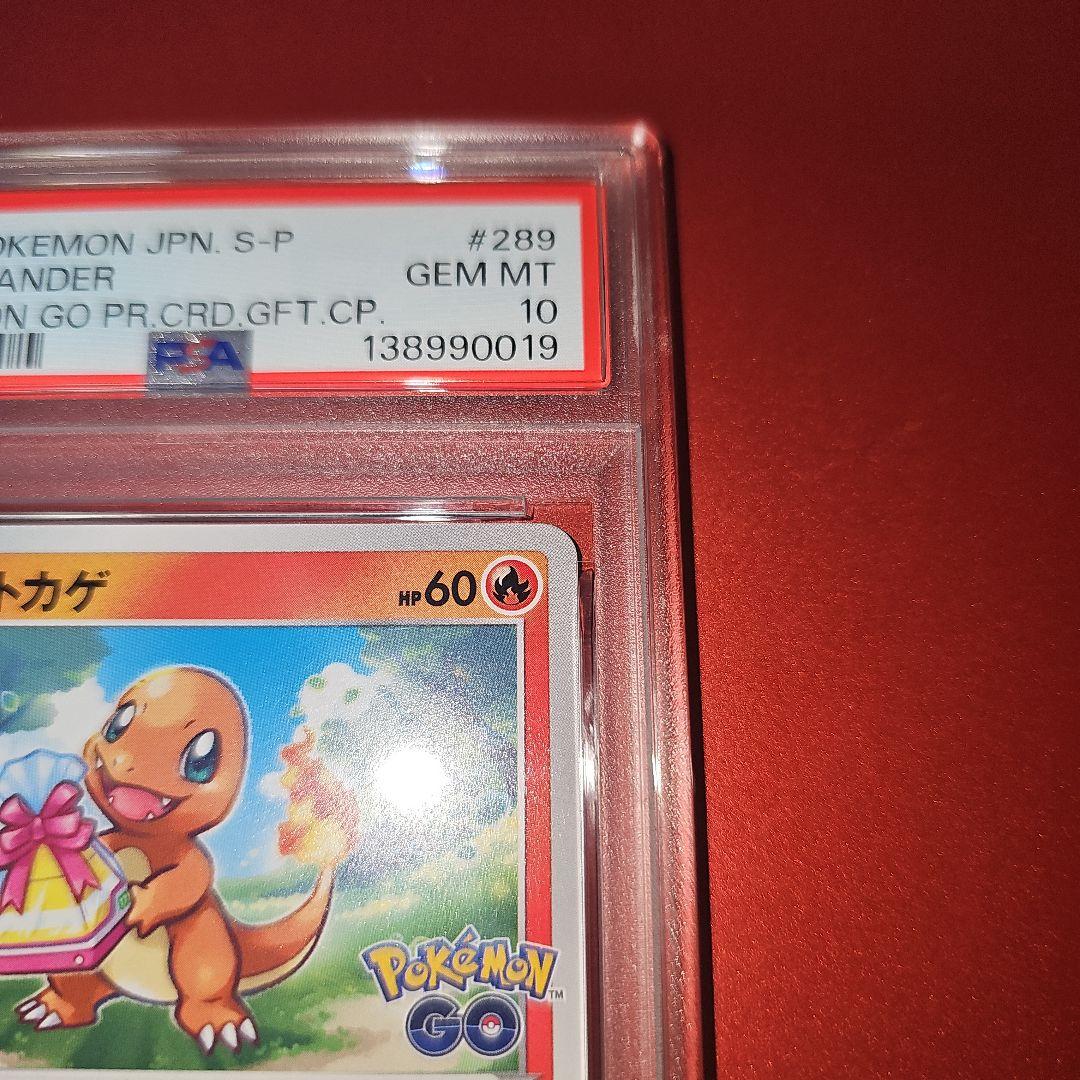 OKEMON JPN. S-P #289
ANDER GEM MT
ON GO PR.CRD.GFT.CP. 10
PSA 138990019
トカゲ HP60
POKÉMON™
GO